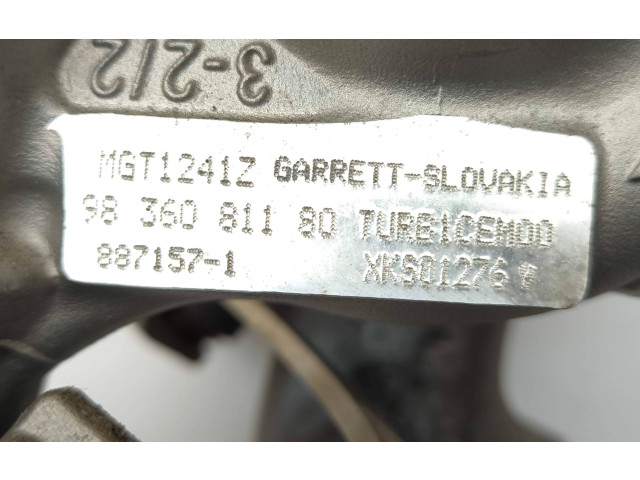 3-2/2
MGT1241Z GARRETT-SLOVAKIA
98 360 811 80 TURB1CEM00
887157-1 XKS01276